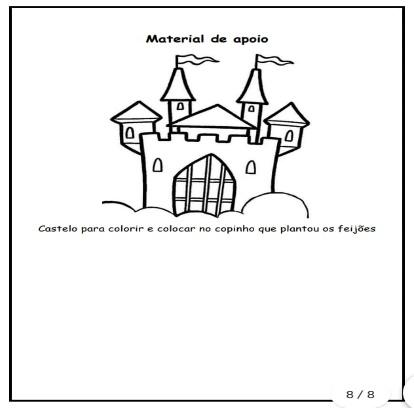 Material de apoio
Castelo para colorir e colocar no copinho que plantou os feijões
8 / 8